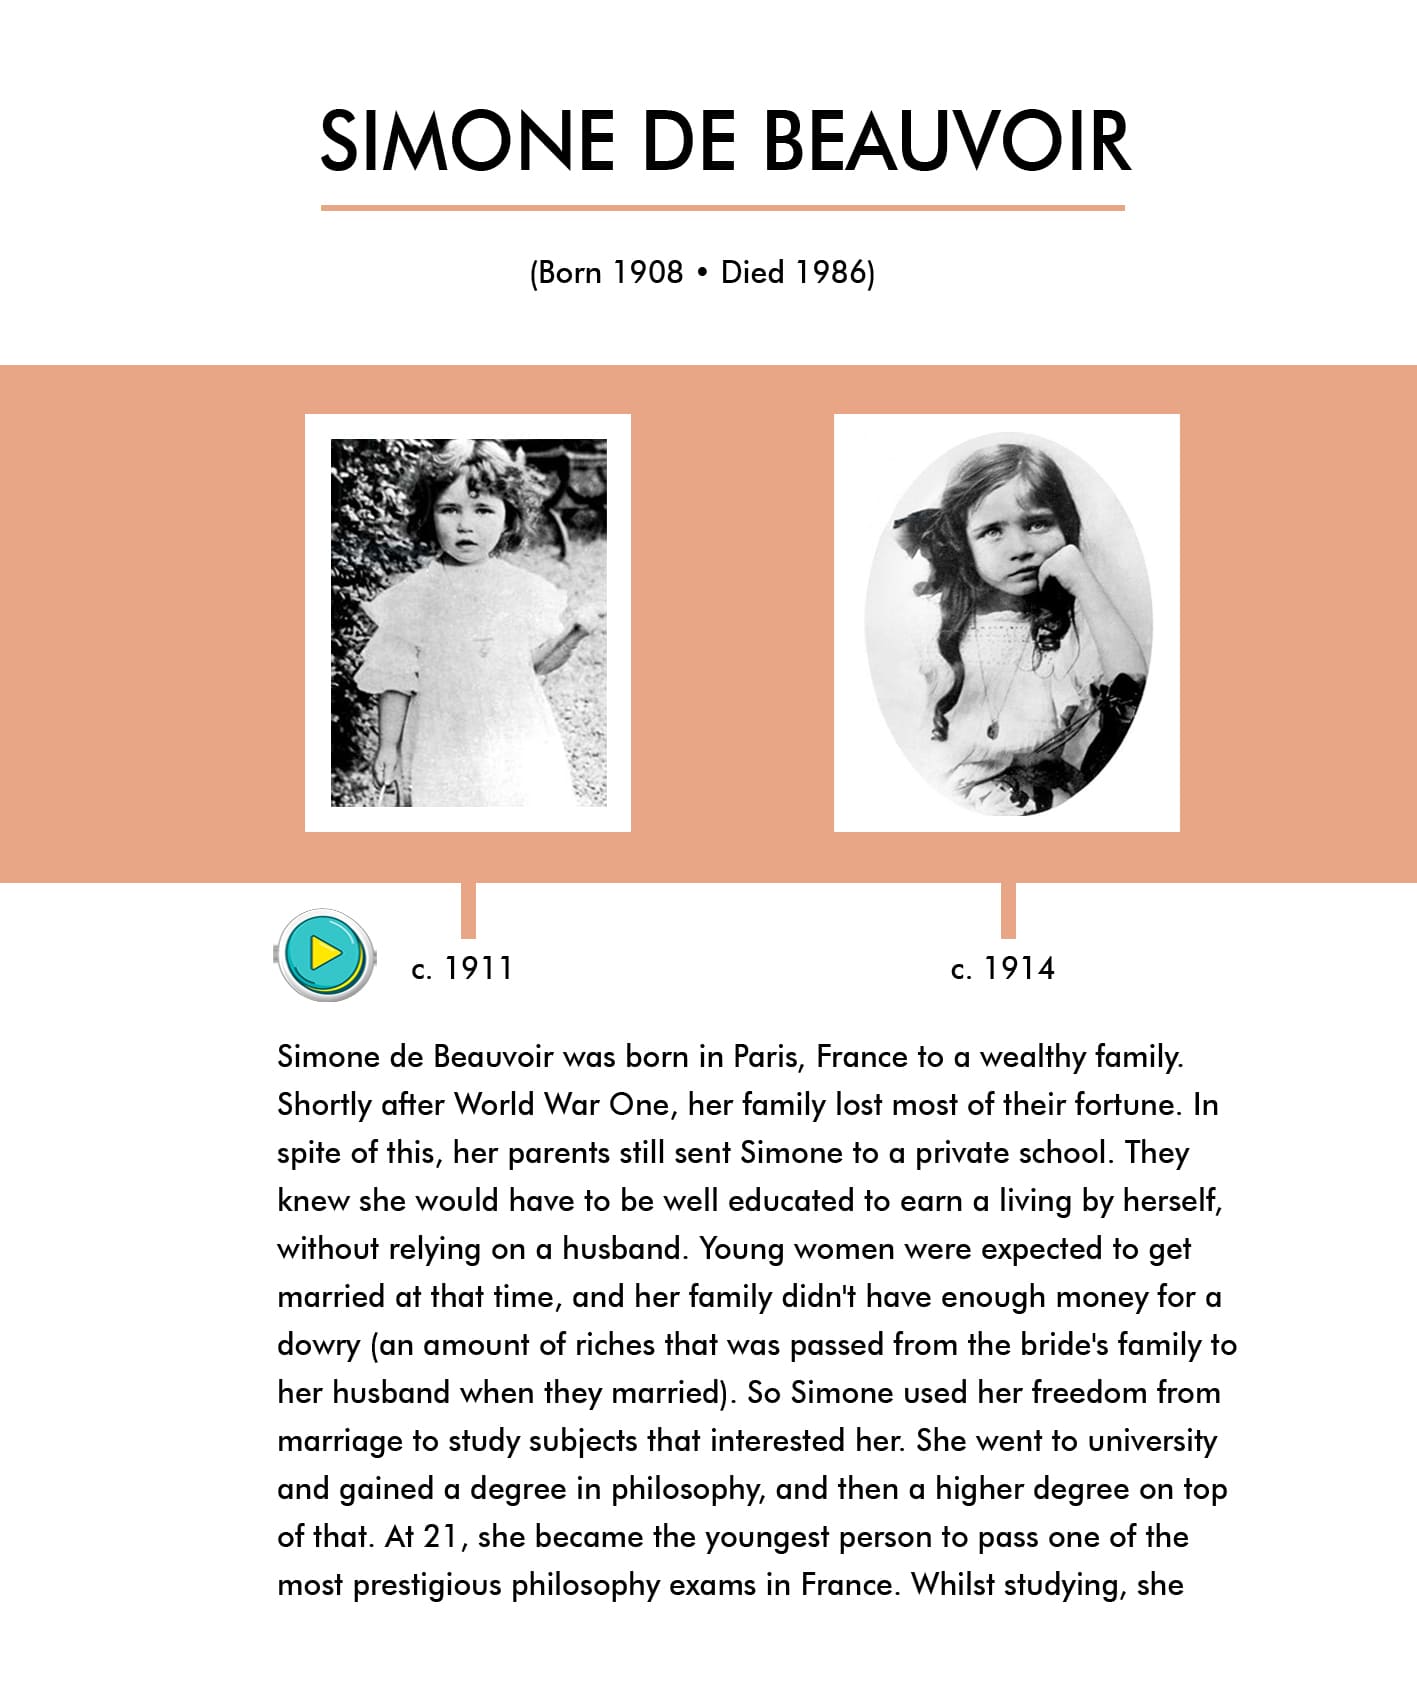 SIMONE DE BEAUVOIR
(Born 1908 • Died 1986)
c. 1911
c. 1914
Simone de Beauvoir was born in Paris, France to a wealthy family.
Shortly after World War One, her family lost most of their fortune. In
spite of this, her parents still sent Simone to a private school. They
knew she would have to be well educated to earn a living by herself,
without relying on a husband. Young women were expected to get
married at that time, and her family didn't have enough money for a
dowry (an amount of riches that was passed from the bride's family to
her husband when they married). So Simone used her freedom from
marriage to study subjects that interested her. She went to university
and gained a degree in philosophy, and then a higher degree on top
of that. At 21, she became the youngest person to pass one of the
most prestigious philosophy exams in France. Whilst studying, she